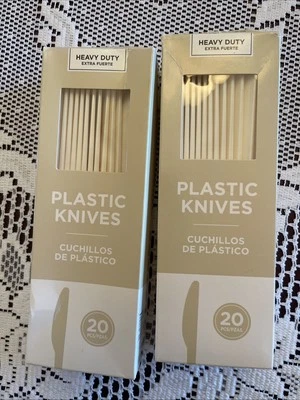 HEAVY DUTY
EXTRA FUERTE
PLASTIC
KNIVES
CUCHILLOS
DE PLÁSTICO
20
HEAVY DUTY
EXTRA FUERTE
PLASTIC
KNIVES
CUCHILLOS
DE PLÁSTICO
20